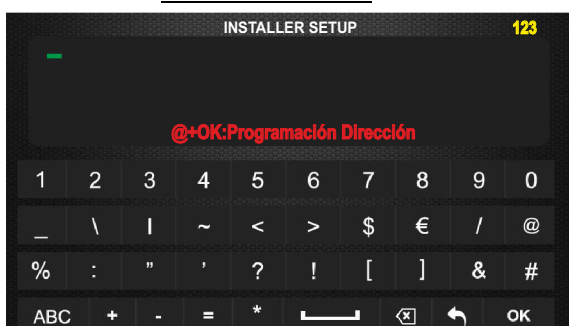 INSTALLER SETUP 123
@+OK:Programación Dirección
1 2 3 4 5 6 7 8 9 0
_ \ | ~ < > $ € / @
% : " ' ? ! [ ] & #
ABC + - = * OK